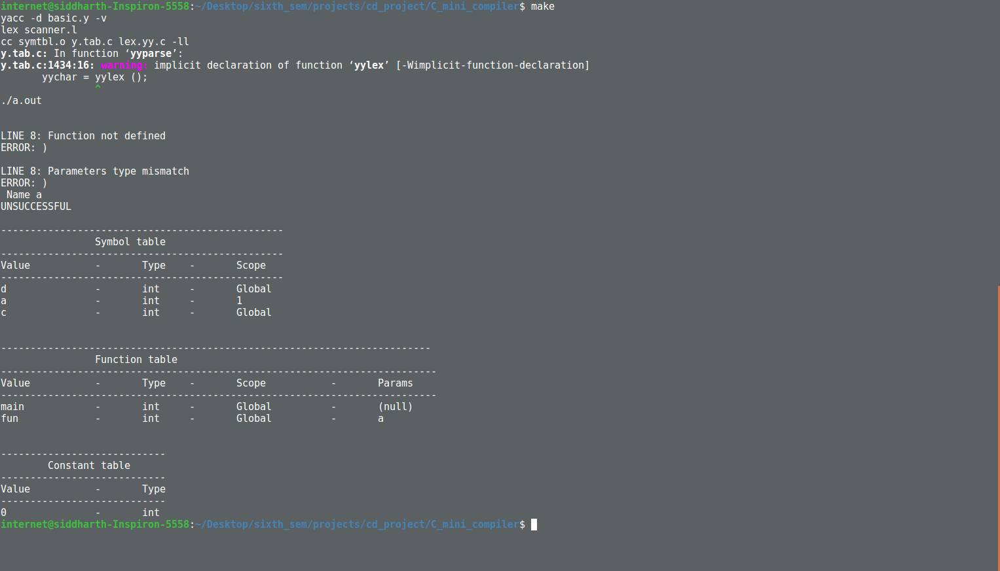 internet@siddharth-Inspiron-5558:~/Desktop/sixth_sem/projects/cd_project/C_mini_compiler$ make
yacc -d basic.y -v
lex scanner.l
cc symtbl.o y.tab.c lex.yy.c -ll
y.tab.c: In function ‘yyparse’:
y.tab.c:1434:16: warning: implicit declaration of function ‘yylex’ [-Wimplicit-function-declaration]
       yychar = yylex ();
                ^
./a.out
LINE 8: Function not defined
ERROR: )
LINE 8: Parameters type mismatch
ERROR: )
 Name a
UNSUCCESSFUL
------------------------------------------------
                Symbol table
------------------------------------------------
Value           -       Type    -       Scope
------------------------------------------------
d               -       int     -       Global
a               -       int     -       1
c               -       int     -       Global
-------------------------------------------------------------------------
                Function table
--------------------------------------------------------------------------
Value           -       Type    -       Scope           -       Params
--------------------------------------------------------------------------
main            -       int     -       Global          -       (null)
fun             -       int     -       Global          -       a
----------------------------
        Constant table
----------------------------
Value           -       Type
----------------------------
0               -       int
internet@siddharth-Inspiron-5558:~/Desktop/sixth_sem/projects/cd_project/C_mini_compiler$